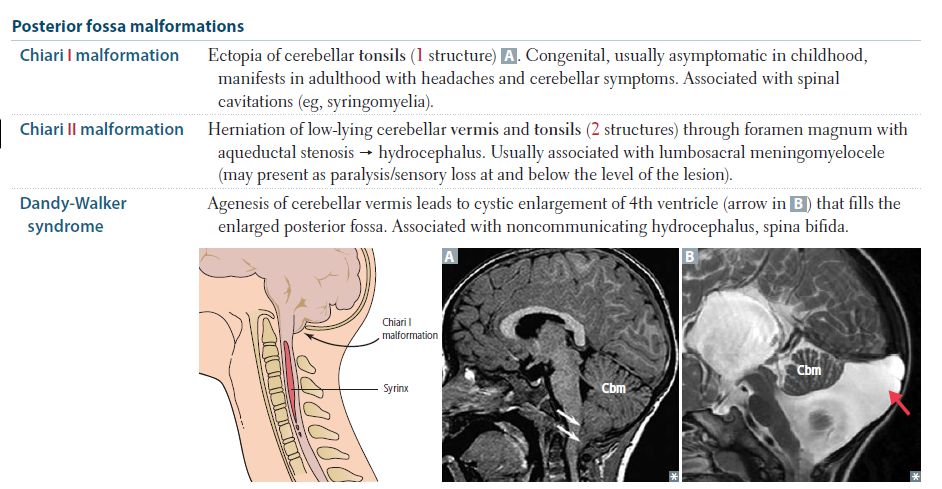 Posterior fossa malformations
Chiari I malformation
Ectopia of cerebellar tonsils (1 structure) A. Congenital, usually asymptomatic in childhood,
manifests in adulthood with headaches and cerebellar symptoms. Associated with spinal
cavitations (eg, syringomyelia).
Chiari II malformation
Herniation of low-lying cerebellar vermis and tonsils (2 structures) through foramen magnum with
aqueductal stenosis → hydrocephalus. Usually associated with lumbosacral meningomyelocele
(may present as paralysis/sensory loss at and below the level of the lesion).
Dandy-Walker
syndrome
Agenesis of cerebellar vermis leads to cystic enlargement of 4th ventricle (arrow in B) that fills the
enlarged posterior fossa. Associated with noncommunicating hydrocephalus, spina bifida.
Chiari I
malformation
Syrinx
A
Cbm
*
B
Cbm
*